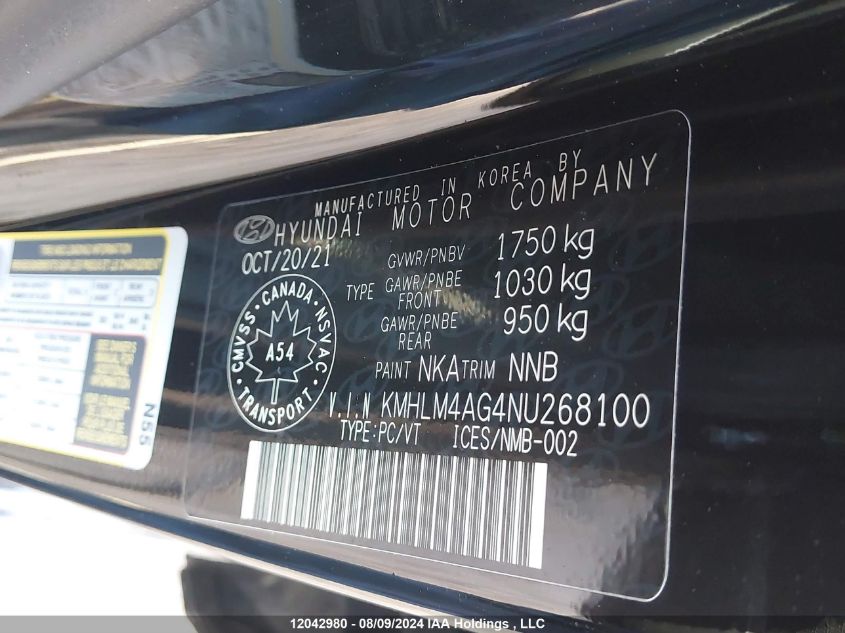 MANUFACTURED IN KOREA BY
HYUNDAI MOTOR COMPANY
OCT/20/21
GVWR/PNBV 1750 kg
TYPE GAWR/PNBE FRONT 1030 kg
GAWR/PNBE REAR 950 kg
CMVSS · CANADA · NSVAC
A54
TRANSPORT
PAINT NKA TRIM NNB
V.I.N KMHLM4AG4NU268100
TYPE:PC/VT ICES/NMB-002
N55
12042980 - 08/09/2024 IAA Holdings , LLC